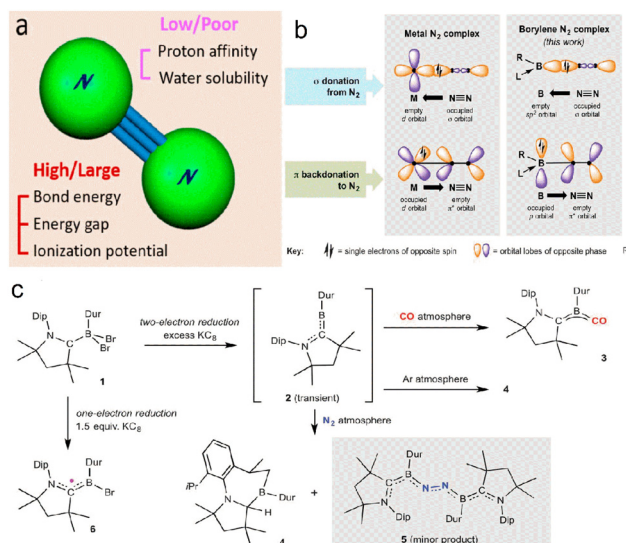 a
Low/Poor
Proton affinity
Water solubility
N
N
High/Large
Bond energy
Energy gap
Ionization potential
b
Metal N2 complex
Borylene N2 complex
(this work)
σ donation
from N2
R
L
B
M
N≡N
B
N≡N
empty
d orbital
occupied
σ orbital
empty
sp2 orbital
occupied
σ orbital
π backdonation
to N2
R
L
B
M
N≡N
B
N≡N
occupied
d orbital
empty
π* orbital
occupied
p orbital
empty
π* orbital
Key:
= single electrons of opposite spin
= orbital lobes of opposite phase
c
Dip
Dur
N
C
B
Br
Br
1
two-electron reduction
excess KC8
Dur
B
C
Dip
N
2 (transient)
CO atmosphere
Ar atmosphere
4
N2 atmosphere
Dip
Dur
N
C
B
CO
3
one-electron reduction
1.5 equiv. KC8
Dip
Dur
N
C
B
Br
6
iPr
N
B
Dur
H
4
+
Dur
B
C
N
Dip
N
N
B
Dur
C
N
Dip
5 (minor product)